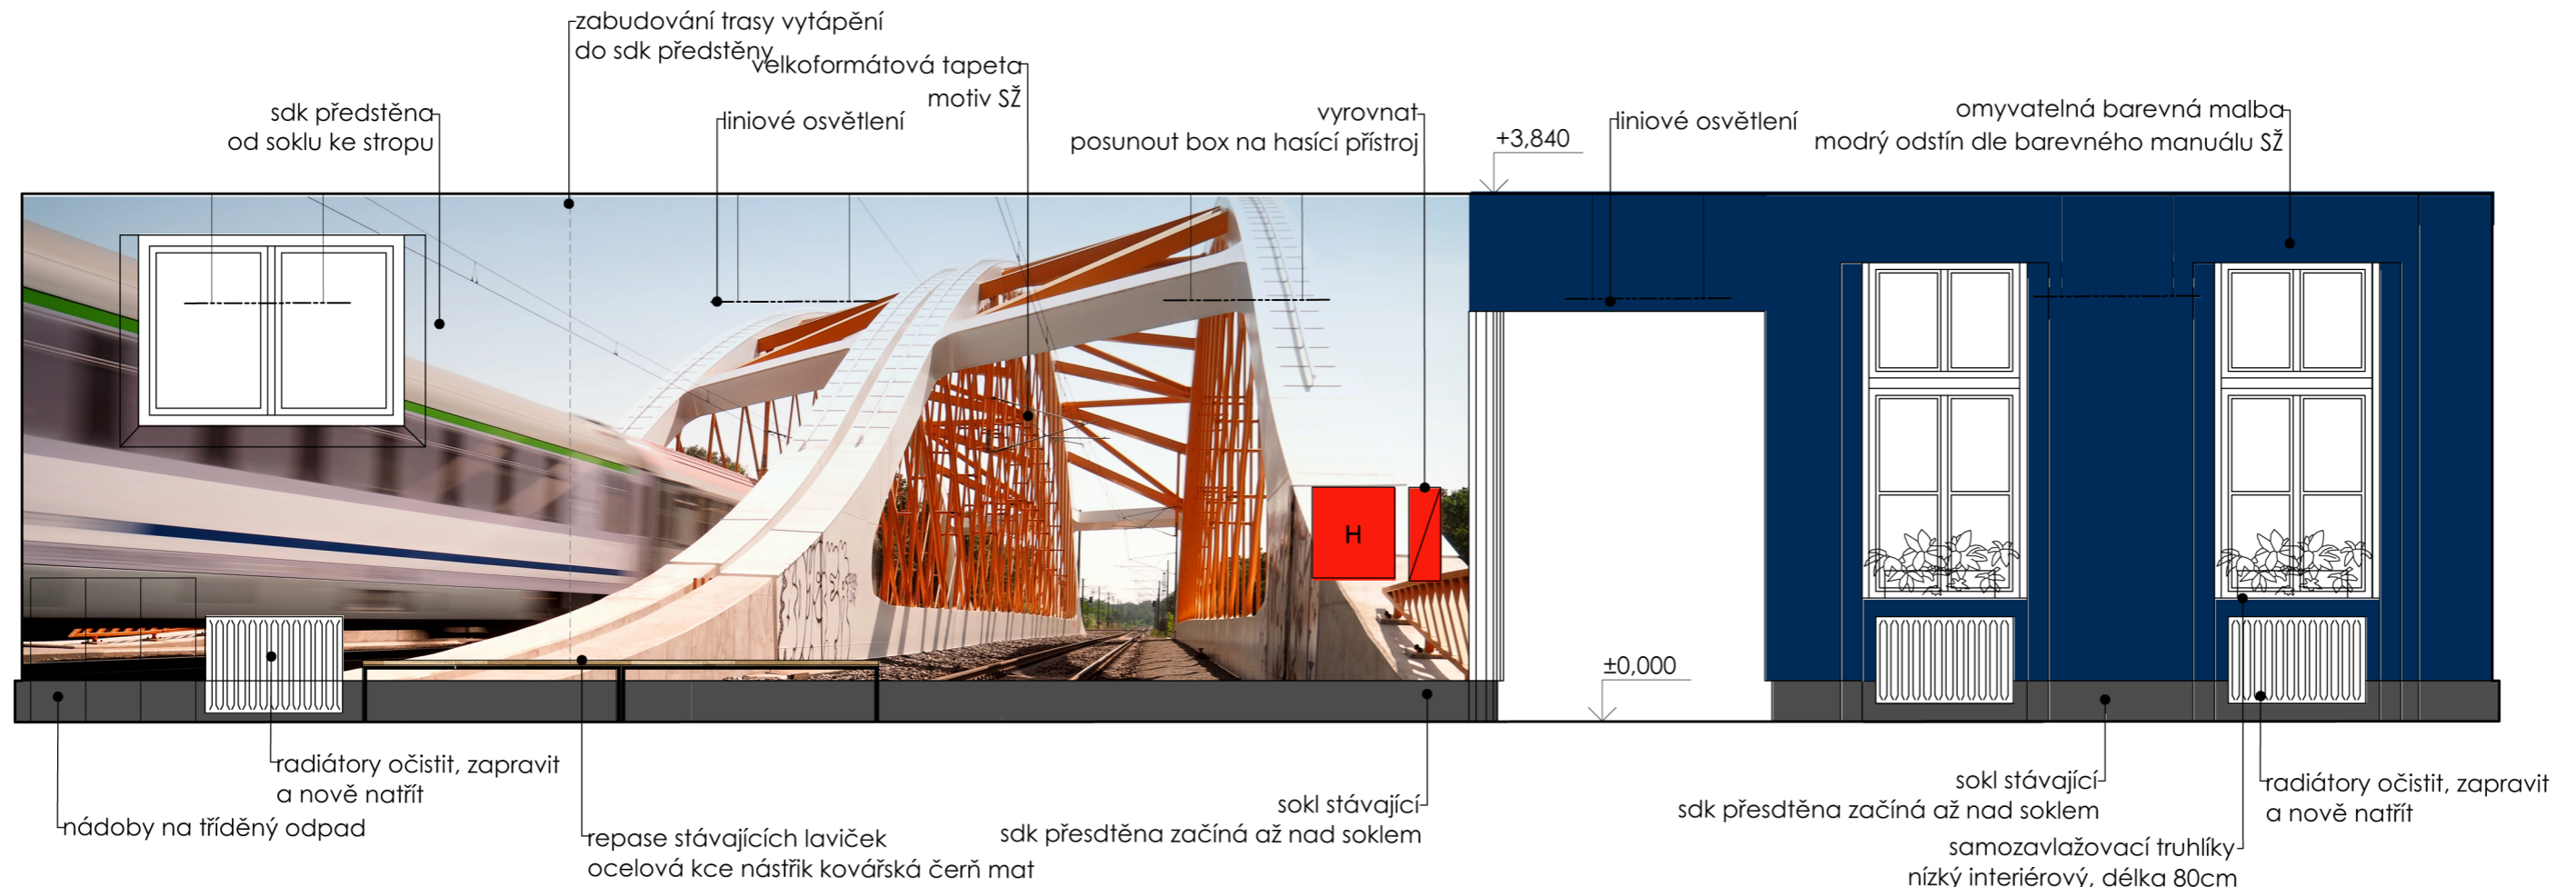 zabudování trasy vytápění
do sdk předstěny
velkoformátová tapeta
motiv SŽ
sdk předstěna
od soklu ke stropu
liniové osvětlení
vyrovnat
posunout box na hasící přístroj
+3,840
liniové osvětlení
omyvatelná barevná malba
modrý odstín dle barevného manuálu SŽ
H
±0,000
radiátory očistit, zapravit
a nově natřít
nádoby na tříděný odpad
repase stávajících laviček
ocelová kce nástřik kovářská čerň mat
sokl stávající
sdk přesdtěna začíná až nad soklem
sokl stávající
sdk přesdtěna začíná až nad soklem
radiátory očistit, zapravit
a nově natřít
samozavlažovací truhlíky
nízký interiérový, délka 80cm